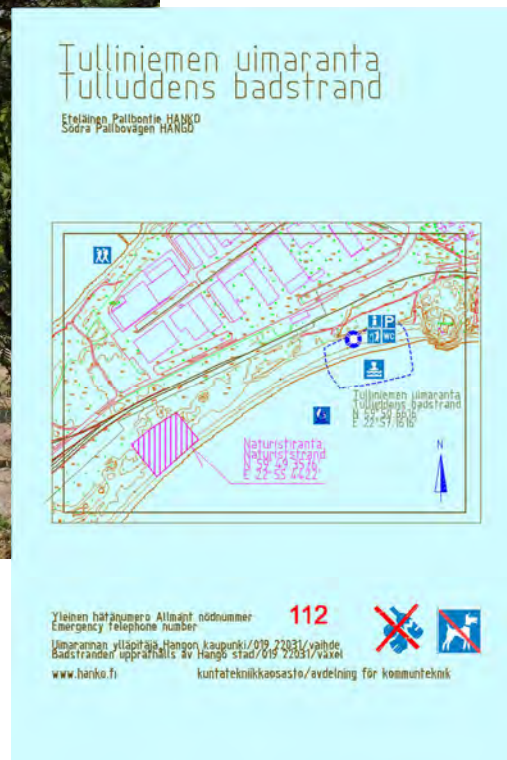 Tulliniemen uimaranta
Tulluddens badstrand
Eteläinen Pallbontie HANKO
Södra Pallbovägen HANGÖ
i P
WC
Tulliniemen uimaranta
Tulluddens badstrand
Naturistiranta,
Naturiststrand
N
Yleinen hätänumero Allmänt nödnummer
Emergency telephone number
112
Uimarannan ylläpitäjä Hangon kaupunki/019 22031/vaihde
Badstranden uppräthålls av Hangö stad/019 22031/växel
www.hanko.fi
kuntatekniikkaosasto/avdelning för kommunteknik